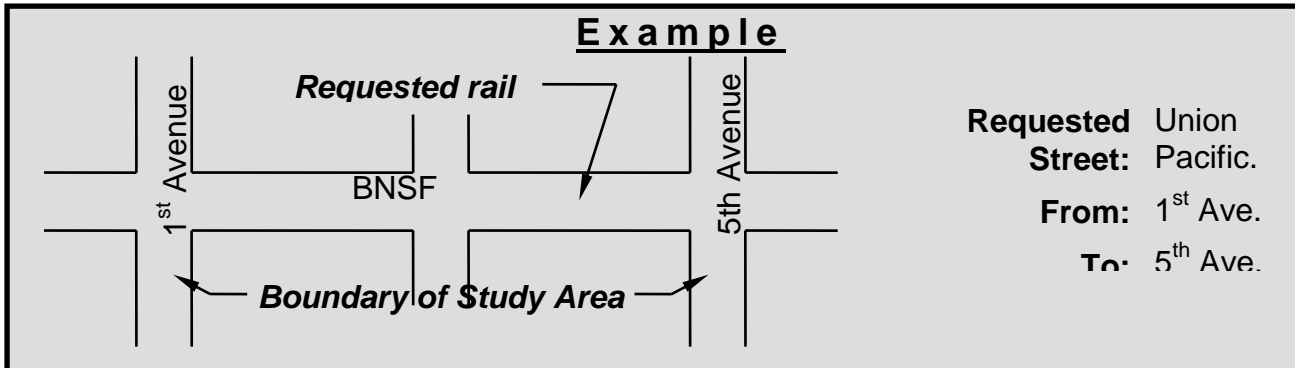 Example
Requested rail
1st Avenue
BNSF
5th Avenue
Boundary of Study Area
Requested Union
Street: Pacific.
From: 1st Ave.
To: 5th Ave.